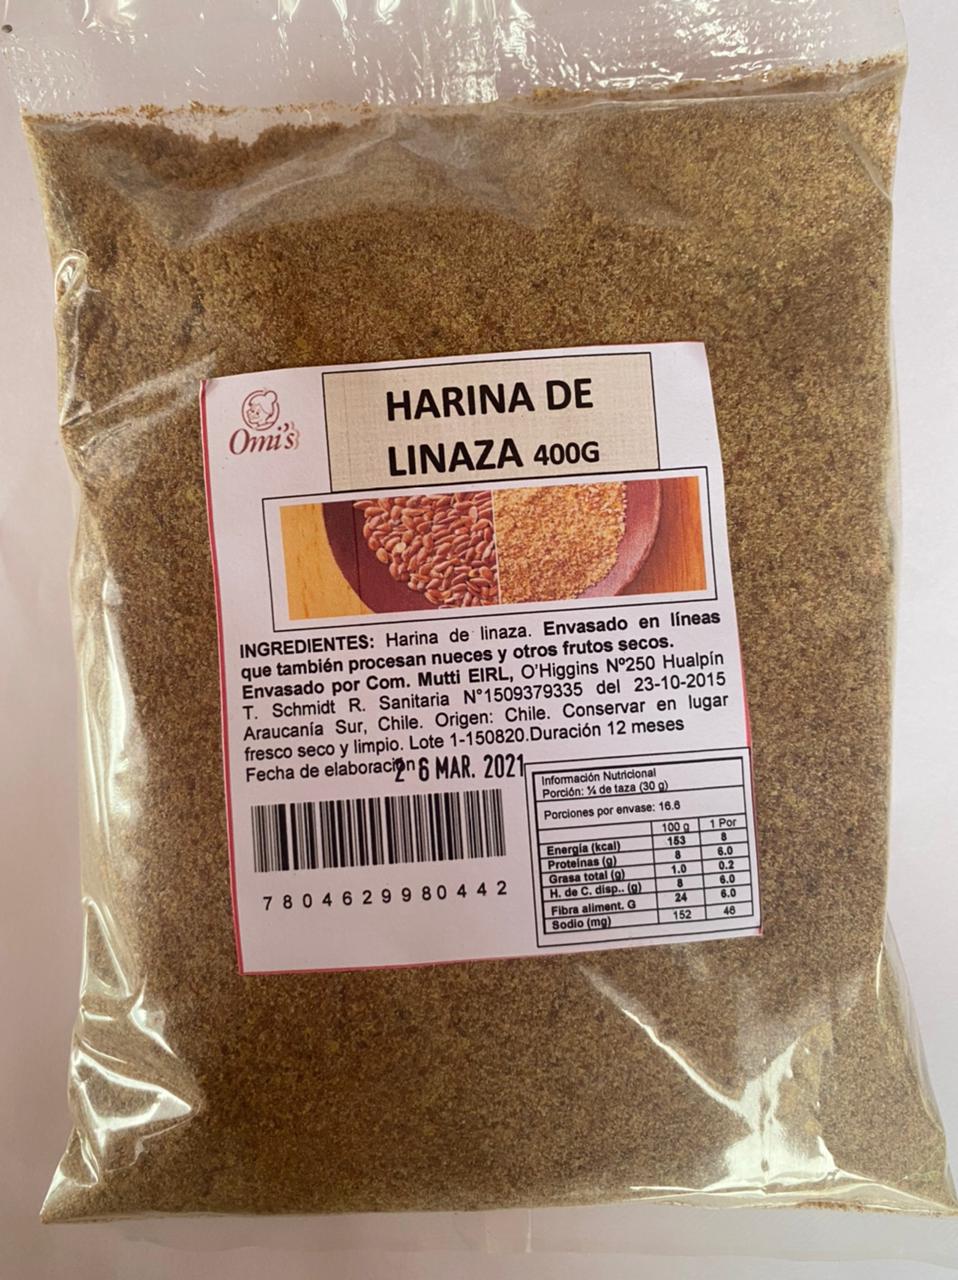 Omi's
HARINA DE
LINAZA 400G
INGREDIENTES: Harina de linaza. Envasado en líneas
que también procesan nueces y otros frutos secos.
Envasado por Com. Mutti EIRL, O'Higgins Nº250 Hualpín
T. Schmidt R. Sanitaria N°1509379335 del 23-10-2015
Araucanía Sur, Chile. Origen: Chile. Conservar en lugar
fresco seco y limpio. Lote 1-150820.Duración 12 meses
Fecha de elaboración 26 MAR. 2021
7804629980442
Información Nutricional
Porción: ¼ de taza (30 g)
Porciones por envase: 16.6
100 g 1 Por
Energía (kcal) 153 8
Proteínas (g) 8 6.0
Grasa total (g) 1.0 0.2
H. de C. disp.. (g) 8 6.0
Fibra aliment. G 24 6.0
Sodio (mg) 152 46